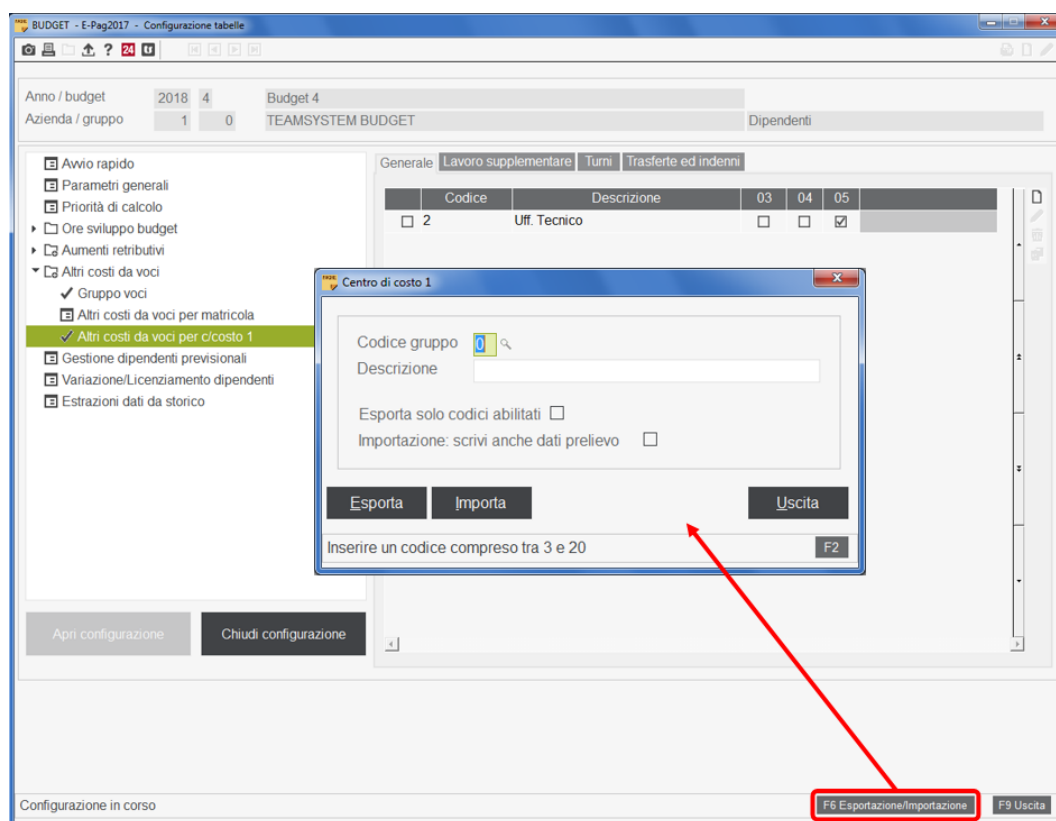 BUDGET - E-Pag2017 - Configurazione tabelle
24
Anno / budget 2018 4 Budget 4
Azienda / gruppo 1 0 TEAMSYSTEM BUDGET Dipendenti
Avvio rapido
Parametri generali
Priorità di calcolo
Ore sviluppo budget
Aumenti retributivi
Altri costi da voci
Gruppo voci
Altri costi da voci per matricola
Altri costi da voci per c/costo 1
Gestione dipendenti previsionali
Variazione/Licenziamento dipendenti
Estrazioni dati da storico
Apri configurazione Chiudi configurazione
Generale Lavoro supplementare Turni Trasferte ed indenni
Codice Descrizione 03 04 05
2 Uff. Tecnico
Centro di costo 1
Codice gruppo 0
Descrizione
Esporta solo codici abilitati
Importazione: scrivi anche dati prelievo
Esporta Importa Uscita
Inserire un codice compreso tra 3 e 20 F2
Configurazione in corso F6 Esportazione/Importazione F9 Uscita